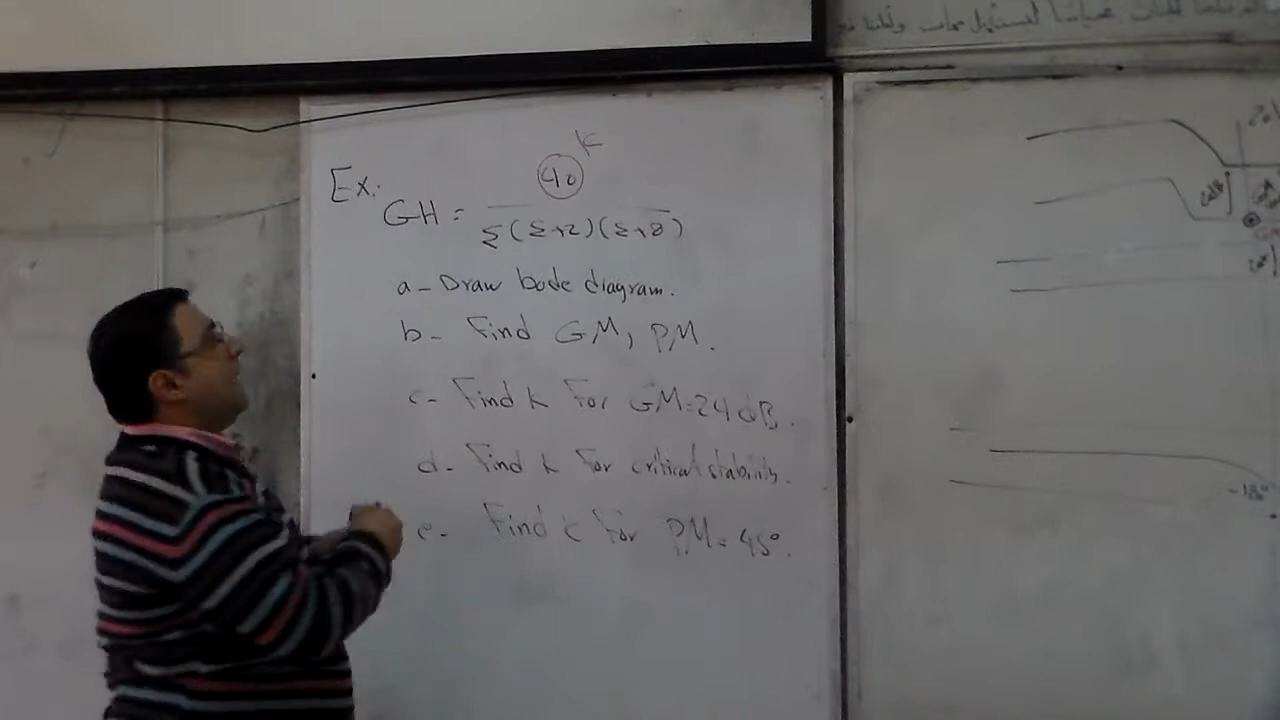 K
Ex:
40
GH = ———
S(S+2)(S+8)
a- Draw bode diagram.
b- Find GM, PM.
c- Find K for GM=24 dB.
d- Find K for critical stability.
e- Find K for PM=45°.
-180°